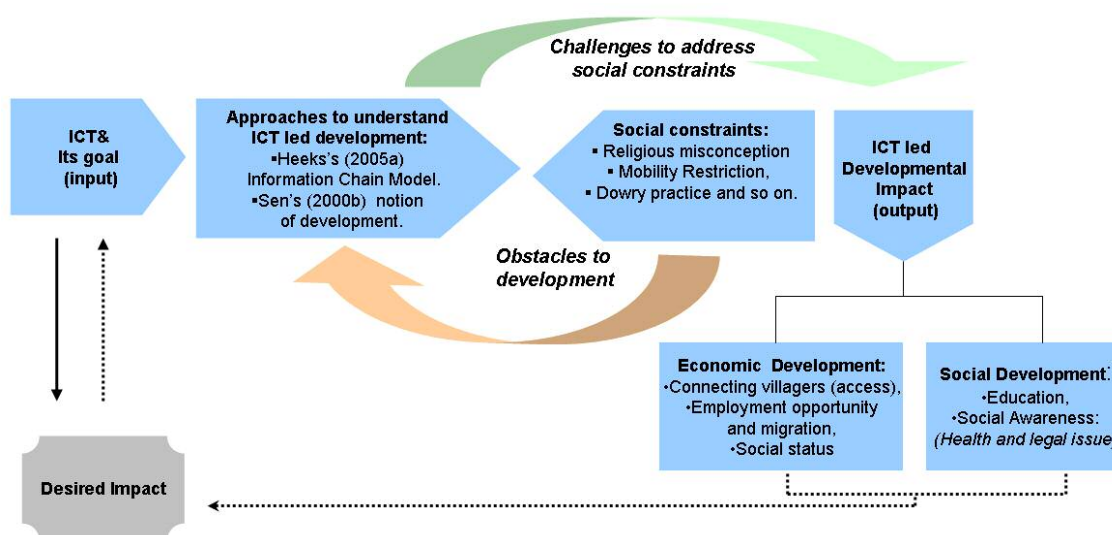 Challenges to address
social constraints
ICT&
Its goal
(input)
Approaches to understand
ICT led development:
▪Heeks's (2005a)
Information Chain Model.
▪Sen's (2000b) notion
of development.
Social constraints:
▪ Religious misconception
▪ Mobility Restriction,
▪ Dowry practice and so on.
ICT led
Developmental
Impact
(output)
Obstacles to
development
Economic Development:
•Connecting villagers (access),
•Employment opportunity
and migration,
•Social status
Social Development:
•Education,
•Social Awareness:
(Health and legal issue
Desired Impact